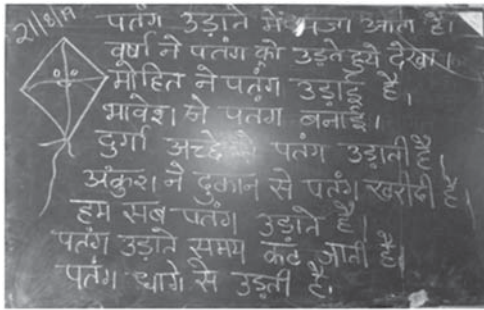 21/8/19
पतंग उड़ाने में मजा आता है।
वर्षा ने पतंग को उड़ते हुये देखा।
मोहित ने पतंग उड़ाई है।
भावेश ने पतंग बनाई।
दुर्गा अच्छे से पतंग उड़ाती है
अंकुश ने दुकान से पतंग खरीदी है।
हम सब पतंग उड़ाते है।
पतंग उड़ाते समय कट जाती है।
पतंग धागे से उड़ती है।